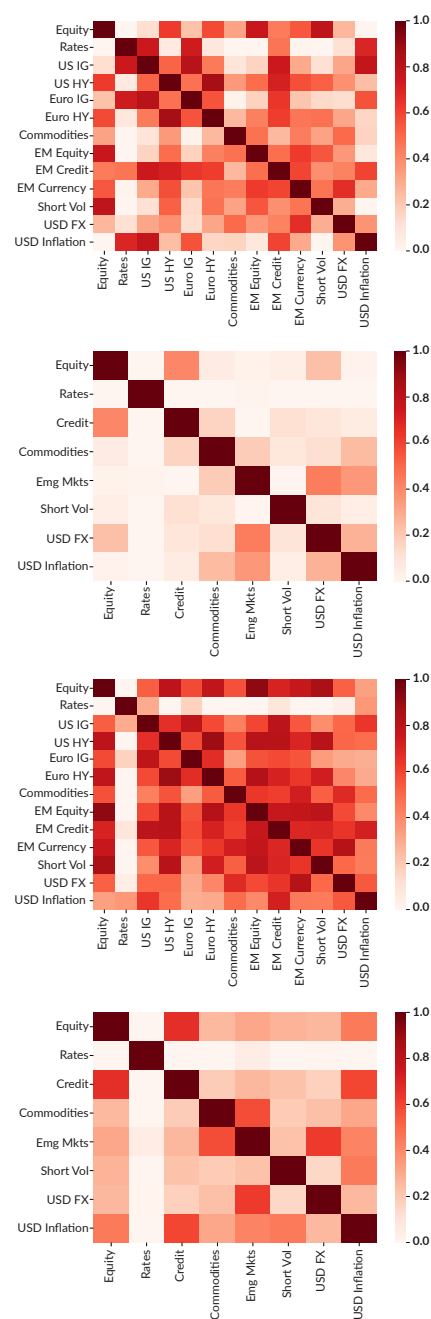 Equity
Rates
US IG
US HY
Euro IG
Euro HY
Commodities
EM Equity
EM Credit
EM Currency
Short Vol
USD FX
USD Inflation
1.0
0.8
0.6
0.4
0.2
0.0
Equity
Rates
US IG
US HY
Euro IG
Euro HY
Commodities
EM Equity
EM Credit
EM Currency
Short Vol
USD FX
USD Inflation
Equity
Rates
Credit
Commodities
Emg Mkts
Short Vol
USD FX
USD Inflation
1.0
0.8
0.6
0.4
0.2
0.0
Equity
Rates
Credit
Commodities
Emg Mkts
Short Vol
USD FX
USD Inflation
Equity
Rates
US IG
US HY
Euro IG
Euro HY
Commodities
EM Equity
EM Credit
EM Currency
Short Vol
USD FX
USD Inflation
1.0
0.8
0.6
0.4
0.2
0.0
Equity
Rates
US IG
US HY
Euro IG
Euro HY
Commodities
EM Equity
EM Credit
EM Currency
Short Vol
USD FX
USD Inflation
Equity
Rates
Credit
Commodities
Emg Mkts
Short Vol
USD FX
USD Inflation
1.0
0.8
0.6
0.4
0.2
0.0
Equity
Rates
Credit
Commodities
Emg Mkts
Short Vol
USD FX
USD Inflation